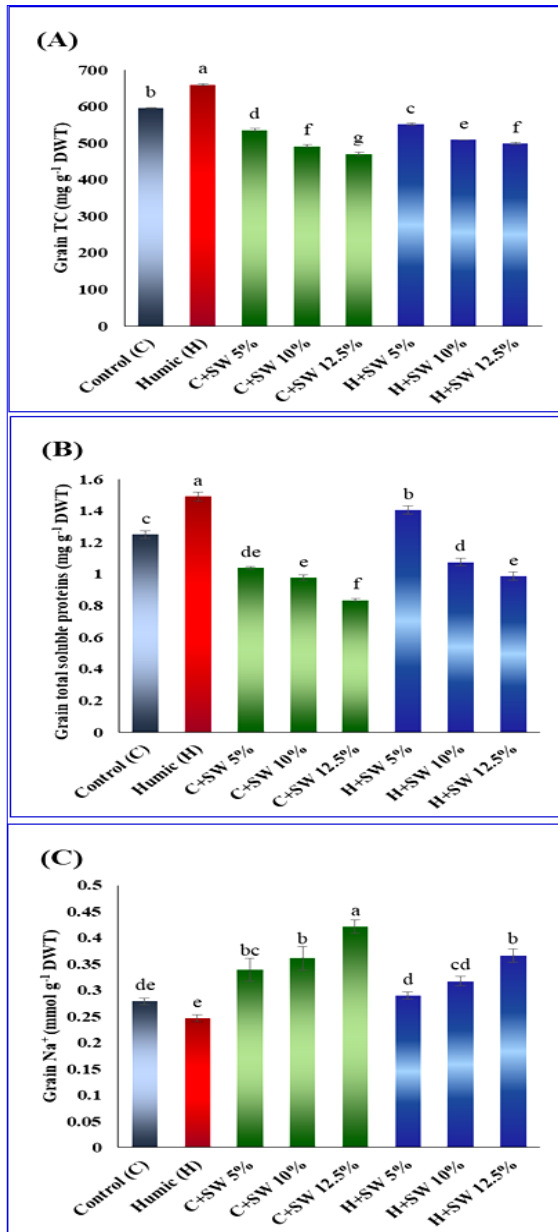 (A)
Grain TC (mg g-1 DWT)
700
600
500
400
300
200
100
0
b
a
d
f
g
c
e
f
Control (C)
Humic (H)
C+SW 5%
C+SW 10%
C+SW 12.5%
H+SW 5%
H+SW 10%
H+SW 12.5%
(B)
Grain total soluble proteins (mg g-1 DWT)
1.6
1.4
1.2
1
0.8
0.6
0.4
0.2
0
c
a
de
e
f
b
d
e
Control (C)
Humic (H)
C+SW 5%
C+SW 10%
C+SW 12.5%
H+SW 5%
H+SW 10%
H+SW 12.5%
(C)
Grain Na+ (mmol g-1 DWT)
0.5
0.45
0.4
0.35
0.3
0.25
0.2
0.15
0.1
0.05
0
de
e
bc
b
a
d
cd
b
Control (C)
Humic (H)
C+SW 5%
C+SW 10%
C+SW 12.5%
H+SW 5%
H+SW 10%
H+SW 12.5%